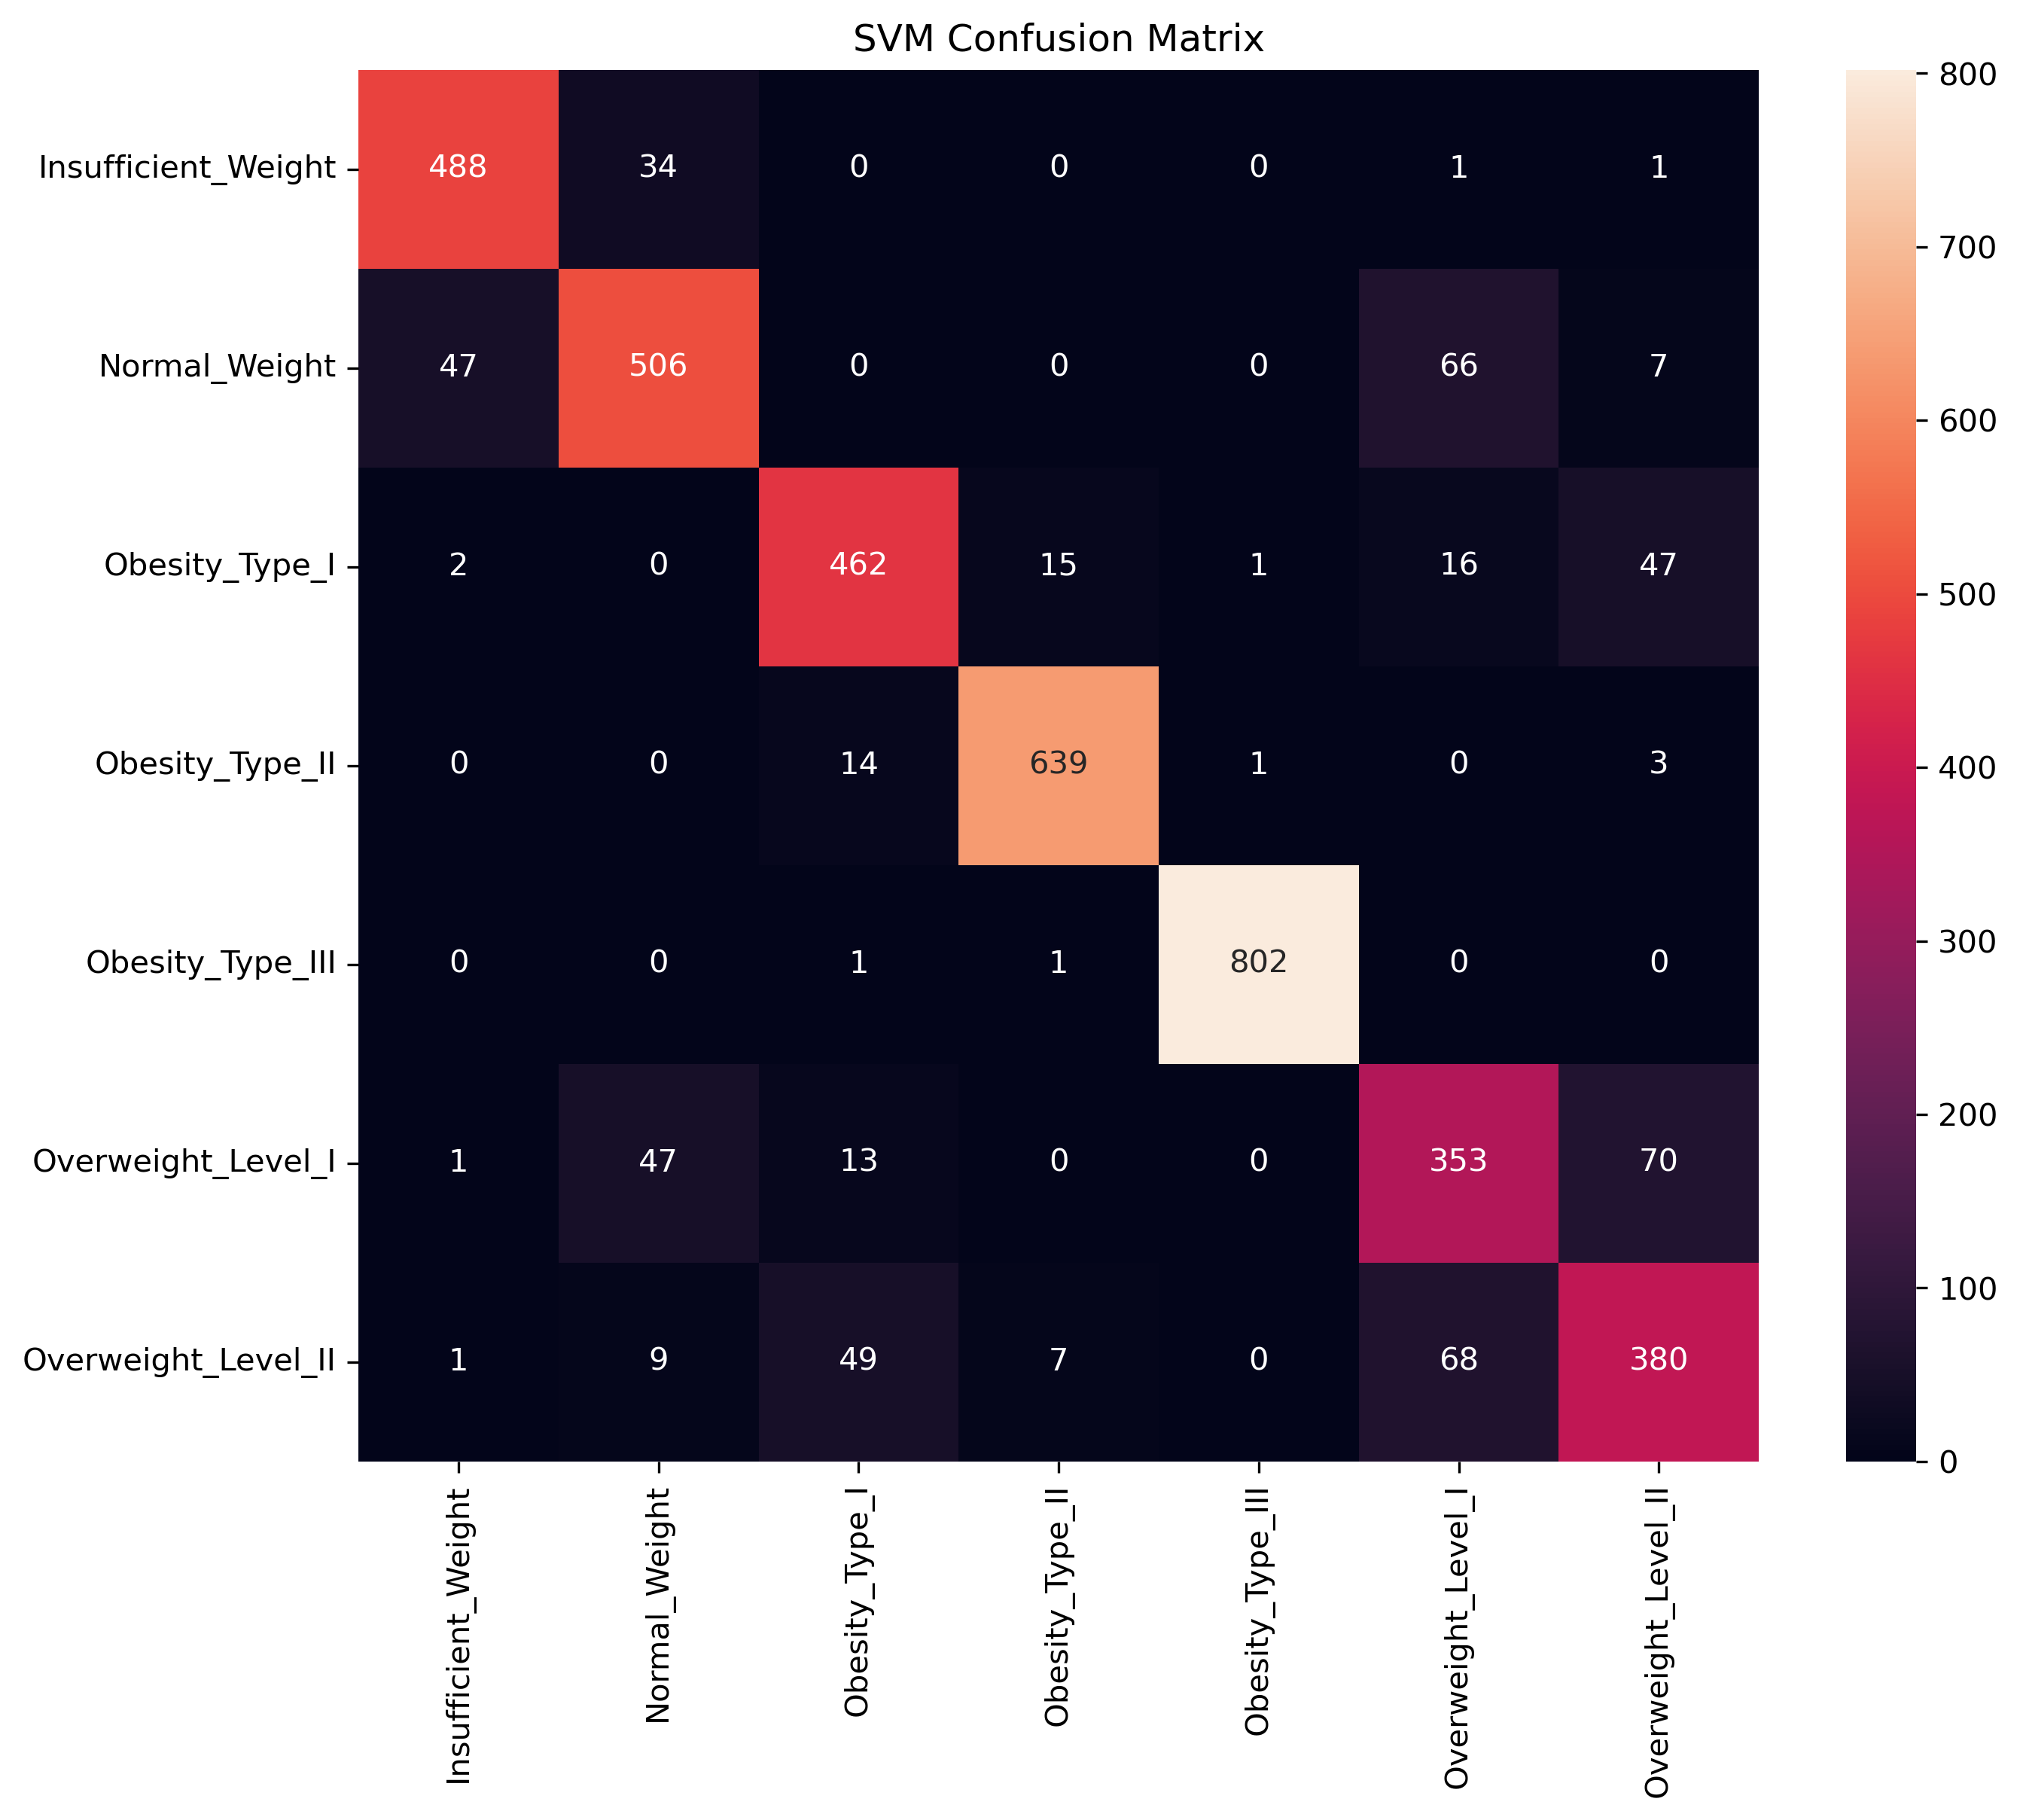 SVM Confusion Matrix
Insufficient_Weight 488 34 0 0 0 1 1
Normal_Weight 47 506 0 0 0 66 7
Obesity_Type_I 2 0 462 15 1 16 47
Obesity_Type_II 0 0 14 639 1 0 3
Obesity_Type_III 0 0 1 1 802 0 0
Overweight_Level_I 1 47 13 0 0 353 70
Overweight_Level_II 1 9 49 7 0 68 380
Insufficient_Weight
Normal_Weight
Obesity_Type_I
Obesity_Type_II
Obesity_Type_III
Overweight_Level_I
Overweight_Level_II
800
700
600
500
400
300
200
100
0